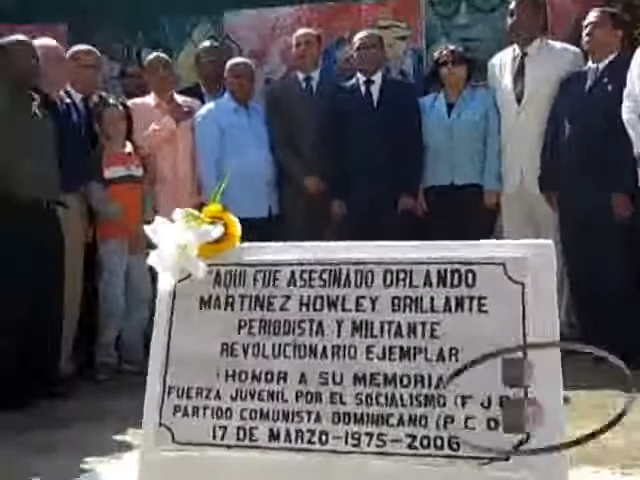 AQUI FUE ASESINADO ORLANDO
MARTINEZ HOWLEY BRILLANTE
PERIODISTA Y MILITANTE
REVOLUCIONARIO EJEMPLAR
HONOR A SU MEMORIA
FUERZA JUVENIL POR EL SOCIALISMO (F J
PARTIDO COMUNISTA DOMINICANO (P C D
17 DE MARZO-1975-2006